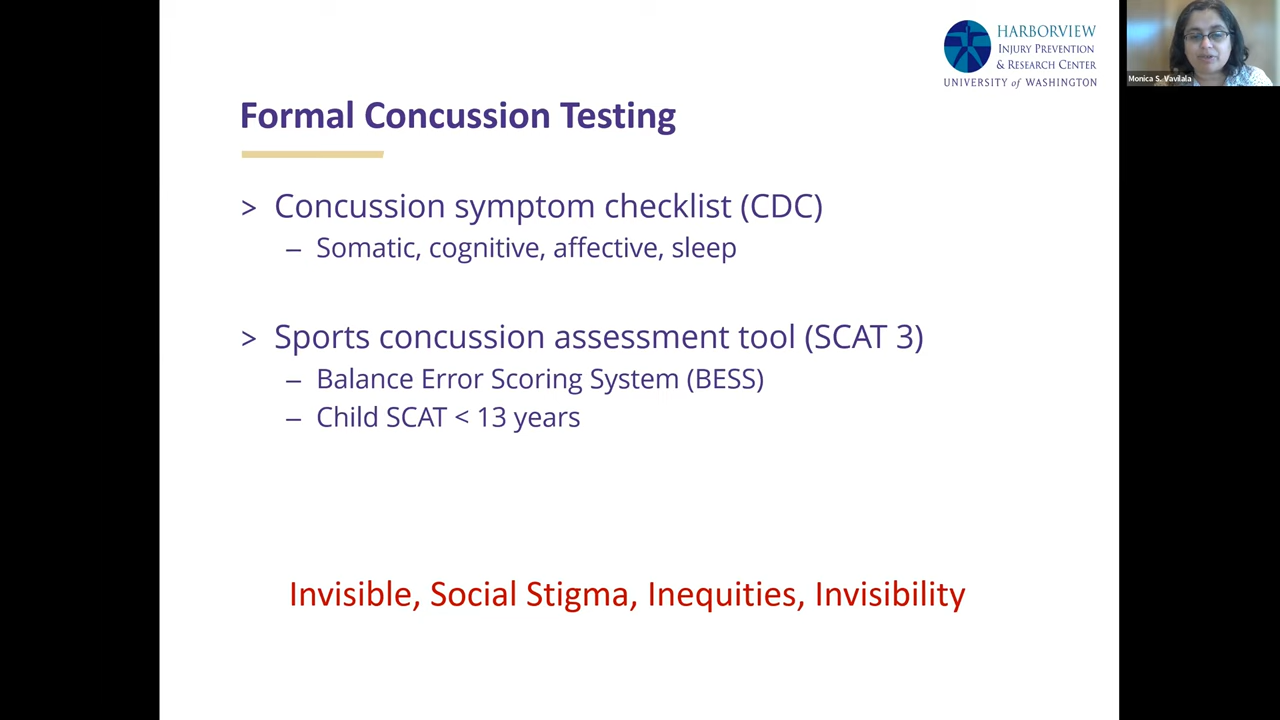 HARBORVIEW
INJURY PREVENTION
& RESEARCH CENTER
UNIVERSITY of WASHINGTON
Monica S. Vavilala
Formal Concussion Testing
> Concussion symptom checklist (CDC)
– Somatic, cognitive, affective, sleep
> Sports concussion assessment tool (SCAT 3)
– Balance Error Scoring System (BESS)
– Child SCAT < 13 years
Invisible, Social Stigma, Inequities, Invisibility